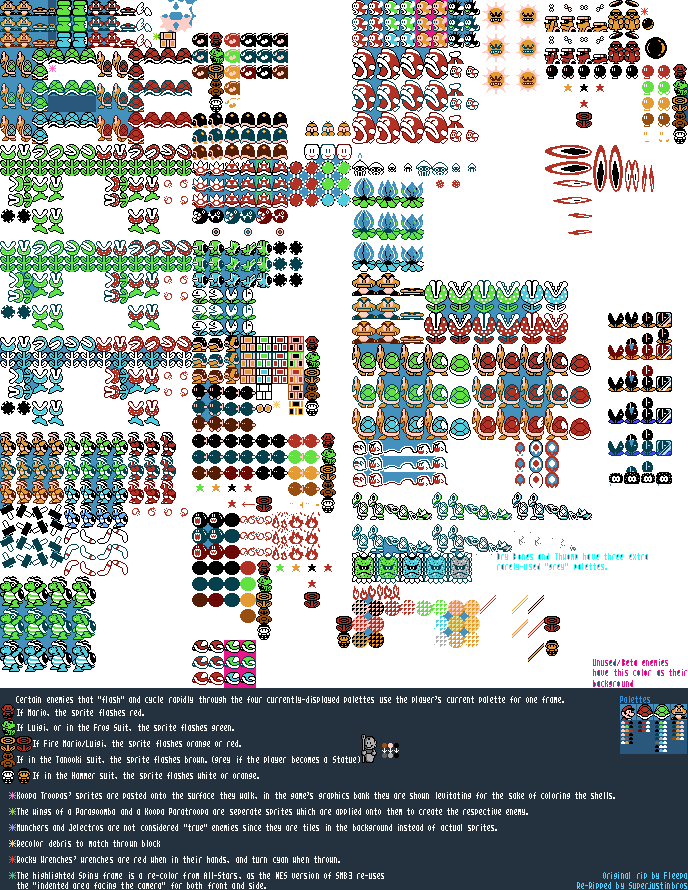 *Dry Bones and Thwomp have three extra
rarely-used "grey" palettes.
Unused/Beta enemies
have this color as their
background
Certain enemies that "flash" and cycle rapidly through the four currently-displayed palettes use the player's current palette for one frame.
Palettes
If Mario, the sprite flashes red.
If Luigi, or in the Frog Suit, the sprite flashes green.
If Fire Mario/Luigi, the sprite flashes orange or red.
If in the Tanooki suit, the sprite flashes brown. (grey if the player becomes a Statue)
If in the Hammer suit, the sprite flashes white or orange.
*Koopa Troopas' sprites are pasted onto the surface they walk, in the game's graphics bank they are shown levitating for the sake of coloring the shells.
*The wings of a Paragoomba and a Koopa Paratroopa are seperate sprites which are applied onto them to create the respective enemy.
*Munchers and Jelectros are not considered "true" enemies since they are tiles in the background instead of actual sprites.
*Recolor debris to match thrown block
*Rocky Wrenches' wrenches are red when in their hands, and turn cyan when thrown.
*The highlighted Spiny frame is a re-color from All-Stars, as the NES version of SMB3 re-uses
the "indented area facing the camera" for both front and side.
Original rip by Fleepa
Re-Ripped by Superjustinbros